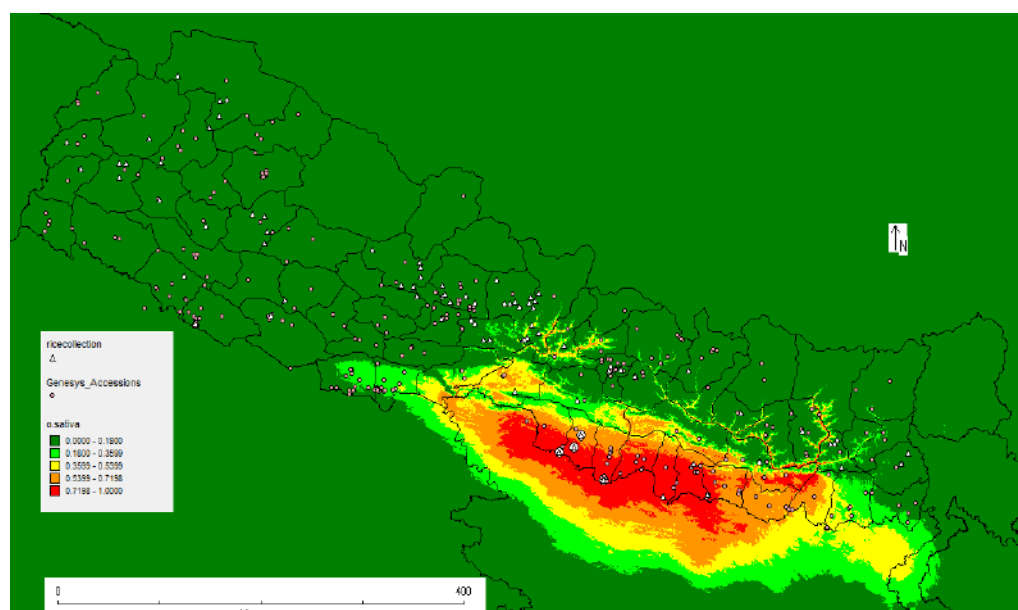 N
ricecollection
Genesys_Accessions
o.sativa
0.0000 - 0.1800
0.1800 - 0.3599
0.3599 - 0.5399
0.5399 - 0.7198
0.7198 - 1.0000
0 400